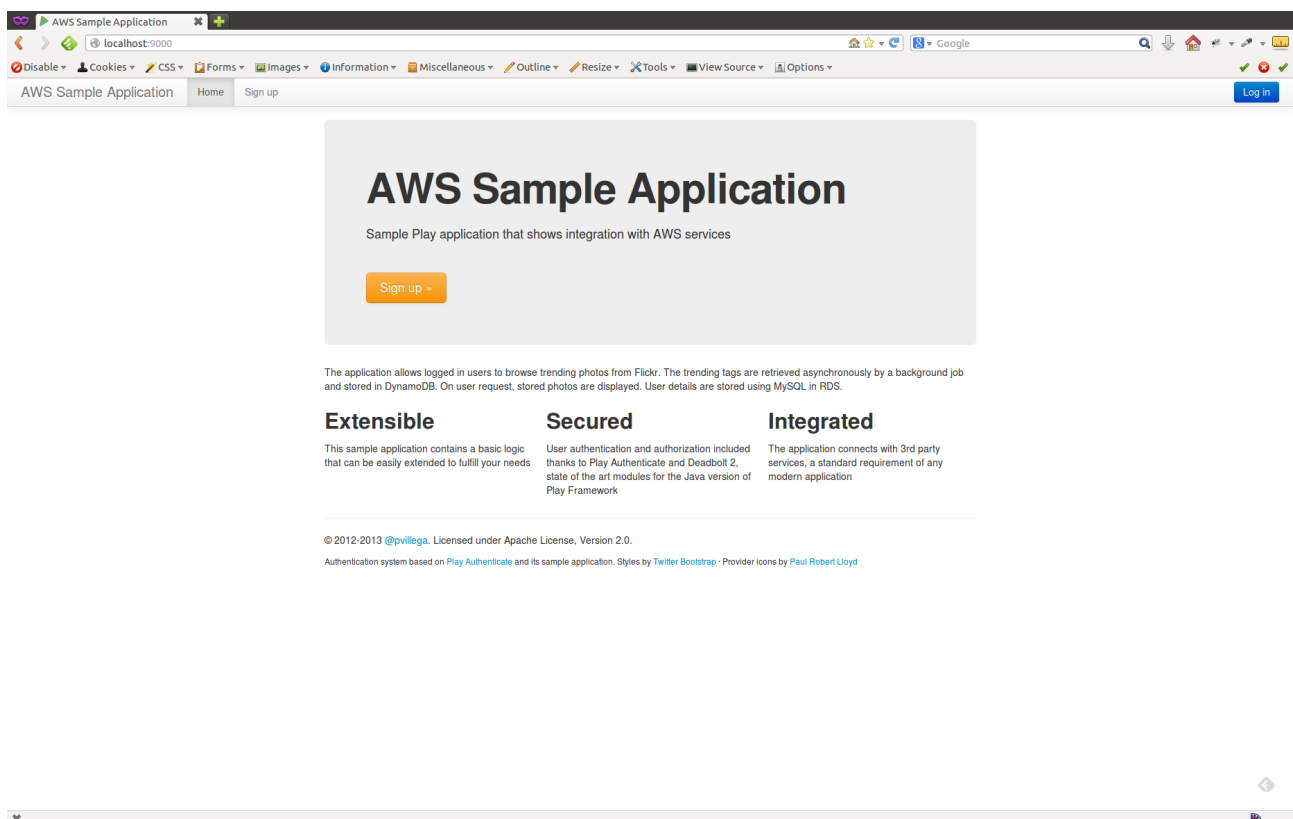 AWS Sample Application
localhost:9000
Google
Disable Cookies CSS Forms Images Information Miscellaneous Outline Resize Tools View Source Options
AWS Sample Application Home Sign up Log in
AWS Sample Application
Sample Play application that shows integration with AWS services
Sign up »
The application allows logged in users to browse trending photos from Flickr. The trending tags are retrieved asynchronously by a background job
and stored in DynamoDB. On user request, stored photos are displayed. User details are stored using MySQL in RDS.
Extensible
This sample application contains a basic logic
that can be easily extended to fulfill your needs
Secured
User authentication and authorization included
thanks to Play Authenticate and Deadbolt 2,
state of the art modules for the Java version of
Play Framework
Integrated
The application connects with 3rd party
services, a standard requirement of any
modern application
© 2012-2013 @pvillega. Licensed under Apache License, Version 2.0.
Authentication system based on Play Authenticate and its sample application. Styles by Twitter Bootstrap · Provider icons by Paul Robert Lloyd